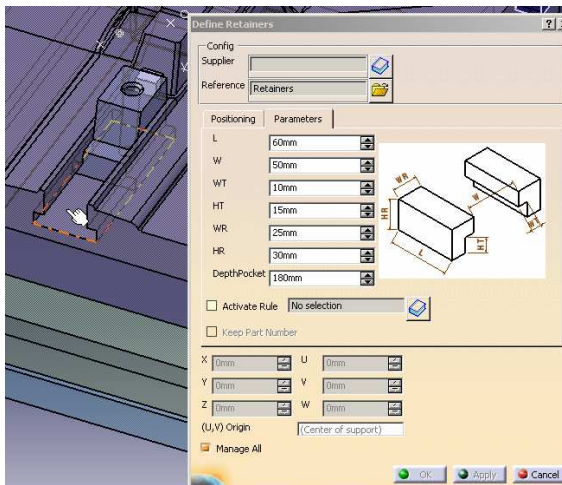 Define Retainers
?
Config
Supplier
Reference Retainers
Positioning Parameters
L 60mm
W 50mm
WT 10mm
HT 15mm
WR 25mm
HR 30mm
DepthPocket 180mm
WR
HR
L
W
HT
WT
Activate Rule No selection
Keep Part Number
X 0mm U 0mm
Y 0mm V 0mm
Z 0mm W 0mm
(U,V) Origin (Center of support)
Manage All
OK Apply Cancel